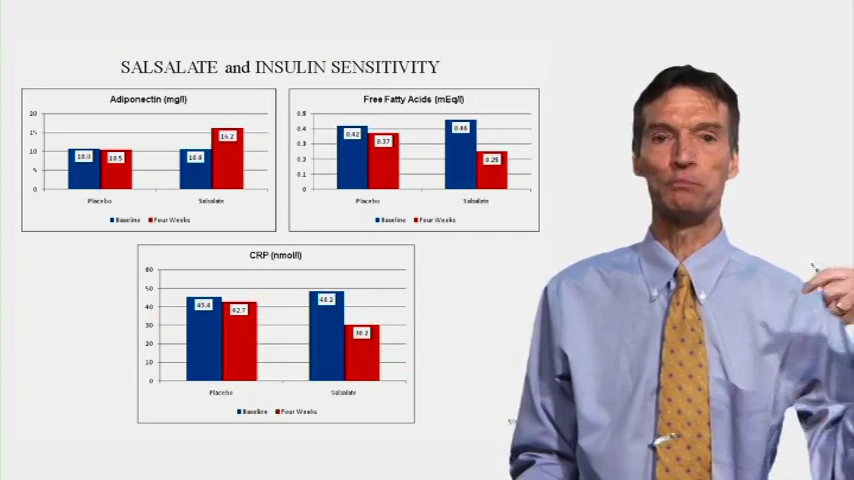 SALSALATE and INSULIN SENSITIVITY
Adiponectin (mg/l)
20
15
10
5
0
10.5
10.6
16.2
Placebo
Salsalate
Baseline
Four Weeks
Free Fatty Acids (mEq/l)
0.5
0.4
0.3
0.2
0.1
0
0.42
0.37
0.46
0.25
Placebo
Salsalate
Baseline
Four Weeks
CRP (nmol/l)
60
50
40
30
20
10
0
45.4
42.7
48.2
30.2
Placebo
Salsalate
Baseline
Four Weeks